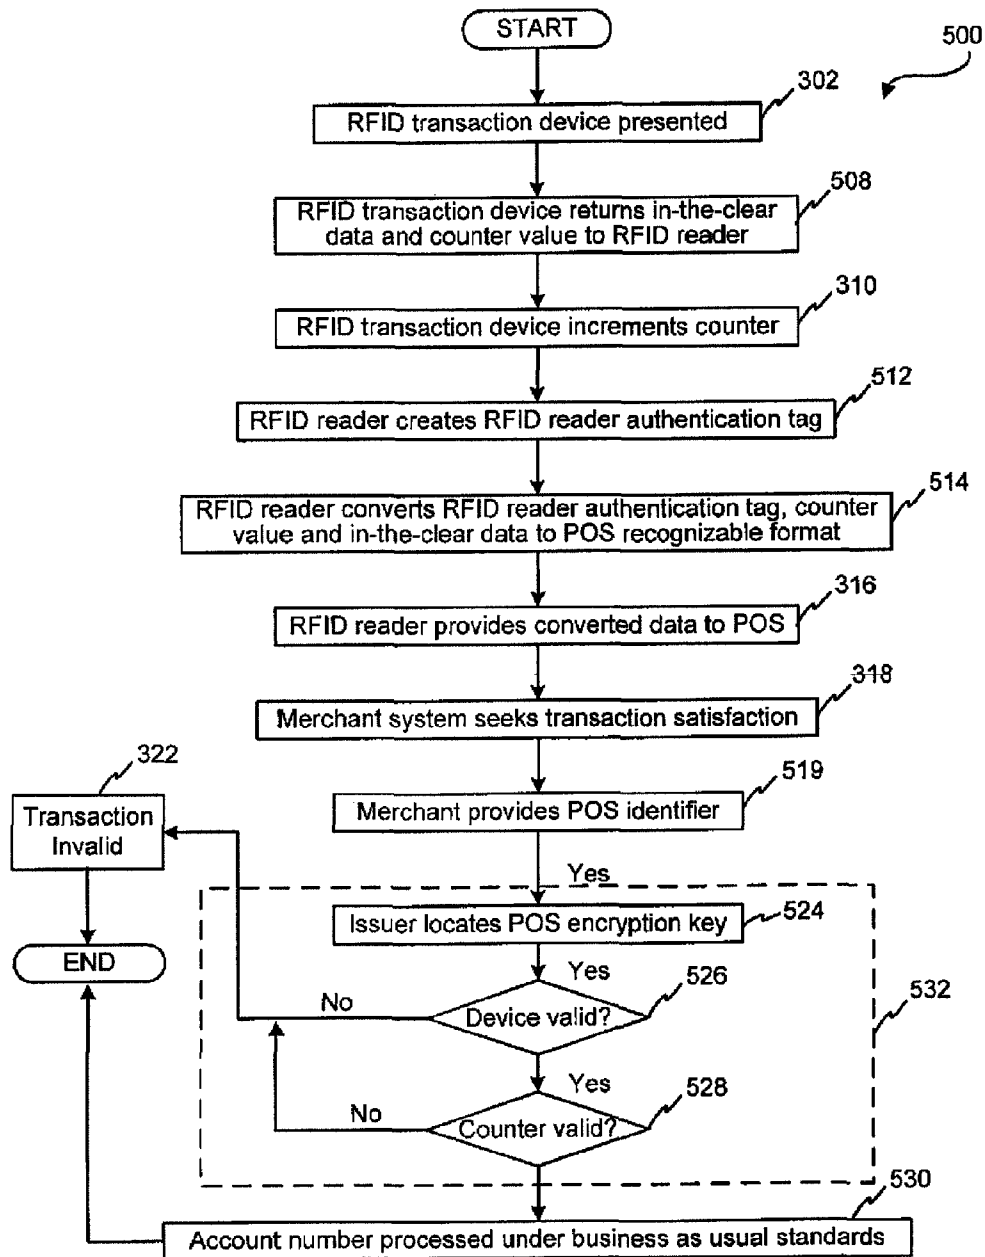 START
500
302
RFID transaction device presented
508
RFID transaction device returns in-the-clear
data and counter value to RFID reader
310
RFID transaction device increments counter
512
RFID reader creates RFID reader authentication tag
514
RFID reader converts RFID reader authentication tag, counter
value and in-the-clear data to POS recognizable format
316
RFID reader provides converted data to POS
318
Merchant system seeks transaction satisfaction
322
Transaction
Invalid
519
Merchant provides POS identifier
Yes
Issuer locates POS encryption key
524
END
Yes
No
Device valid?
526
532
Yes
No
Counter valid?
528
530
Account number processed under business as usual standards